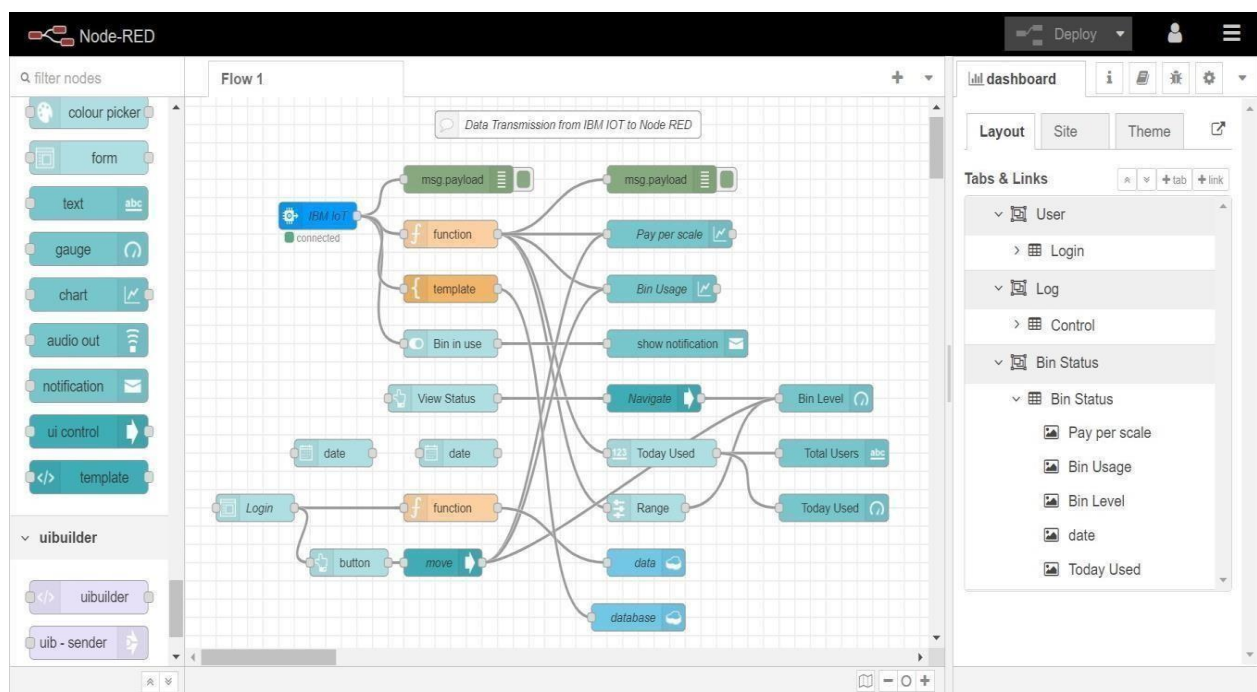 Node-RED
Deploy
filter nodes
colour picker
form
text
abc
gauge
chart
audio out
notification
ui control
template
uibuilder
uibuilder
uib - sender
Flow 1
Data Transmission from IBM IOT to Node RED
msg.payload
msg.payload
IBM IoT
connected
function
Pay per scale
template
Bin Usage
Bin in use
show notification
View Status
Navigate
Bin Level
date
date
123
Today Used
Total Users
abc
Login
function
Range
Today Used
button
move
data
database
dashboard
i
Layout
Site
Theme
Tabs & Links
+ tab
+ link
User
Login
Log
Control
Bin Status
Bin Status
Pay per scale
Bin Usage
Bin Level
date
Today Used